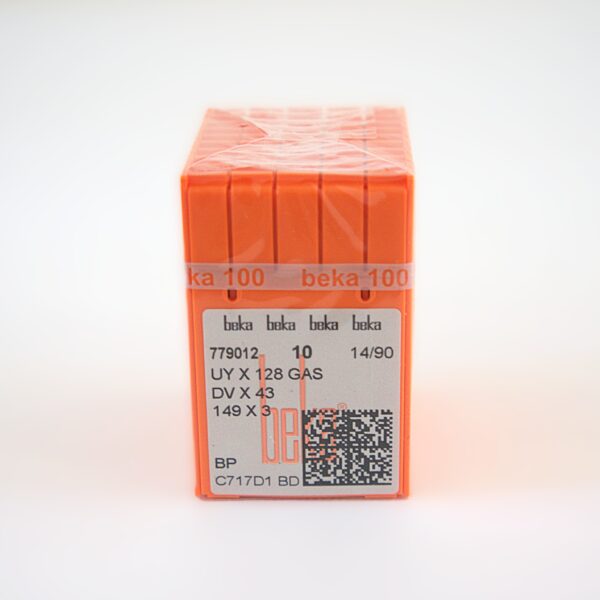 ka 100 beka 100
beka beka beka beka
779012 10 14/90
UY X 128 GAS
DV X 43
149 X 3
beka®
BP
C717D1 BD